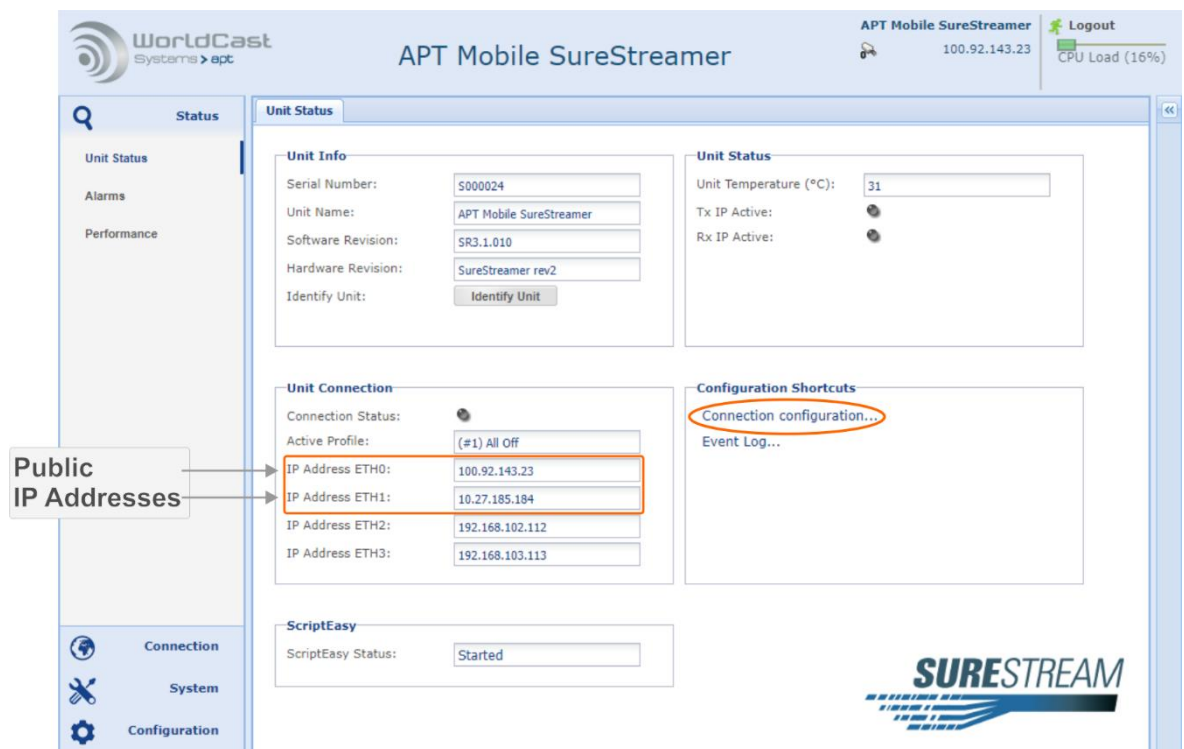 WorldCast
Systems > apt
APT Mobile SureStreamer
APT Mobile SureStreamer
100.92.143.23
Logout
CPU Load (16%)
Status
Unit Status
Alarms
Performance
Unit Status
Unit Info
Serial Number: S000024
Unit Name: APT Mobile SureStreamer
Software Revision: SR3.1.010
Hardware Revision: SureStreamer rev2
Identify Unit: Identify Unit
Unit Status
Unit Temperature (°C): 31
Tx IP Active:
Rx IP Active:
Unit Connection
Connection Status:
Active Profile: (#1) All Off
IP Address ETH0: 100.92.143.23
IP Address ETH1: 10.27.185.184
IP Address ETH2: 192.168.102.112
IP Address ETH3: 192.168.103.113
Public
IP Addresses
Configuration Shortcuts
Connection configuration...
Event Log...
ScriptEasy
ScriptEasy Status: Started
Connection
System
Configuration
SURESTREAM